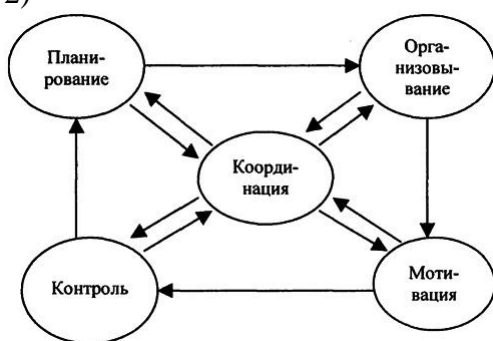 2)
Плани-
рование
Орга-
низовы-
вание
Коорди-
нация
Контроль
Моти-
вация